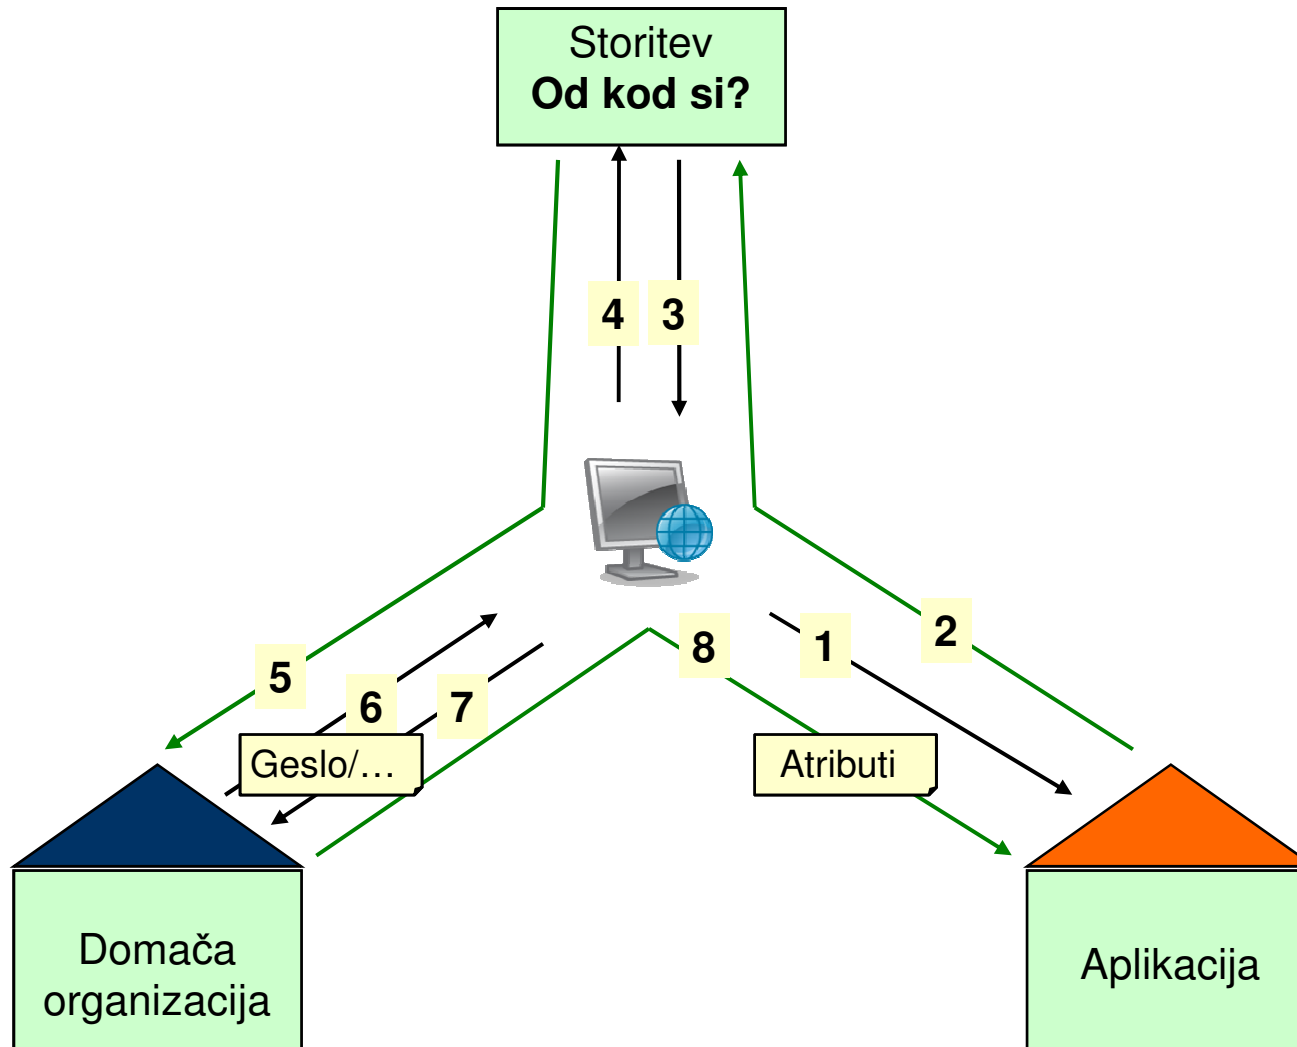 Storitev
Od kod si?
4 3
2
8 1
5
6 7
Geslo/...
Atributi
Domača
organizacija
Aplikacija